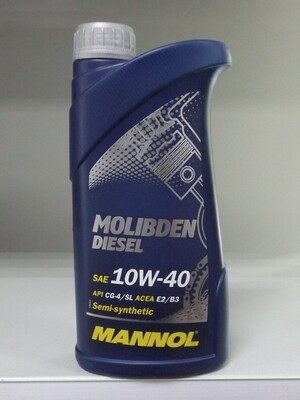 MOLIBDEN
DIESEL
SAE 10W-40
API CG-4/SL ACEA E2/B3
Semi-synthetic
MANNOL